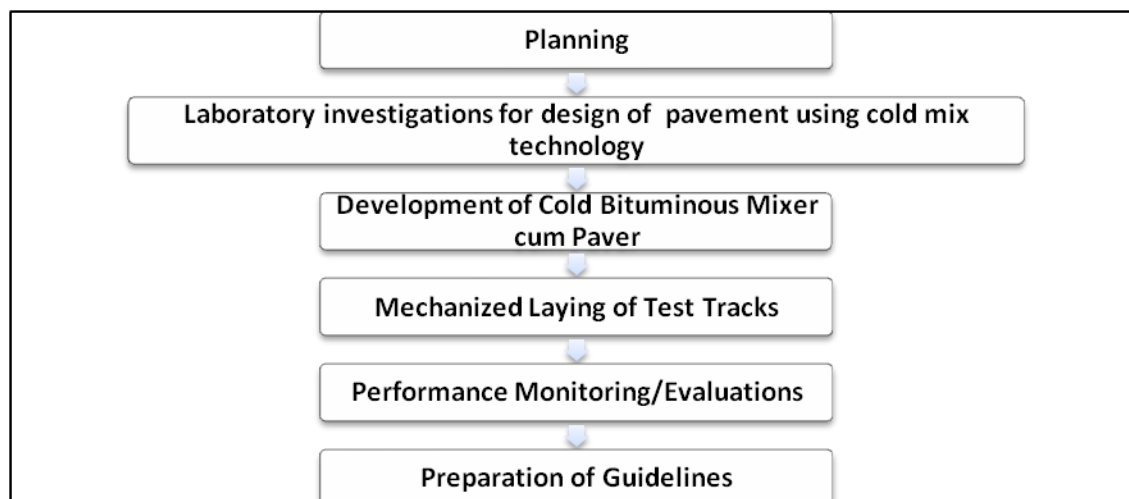 Planning
Laboratory investigations for design of pavement using cold mix
technology
Development of Cold Bituminous Mixer
cum Paver
Mechanized Laying of Test Tracks
Performance Monitoring/Evaluations
Preparation of Guidelines